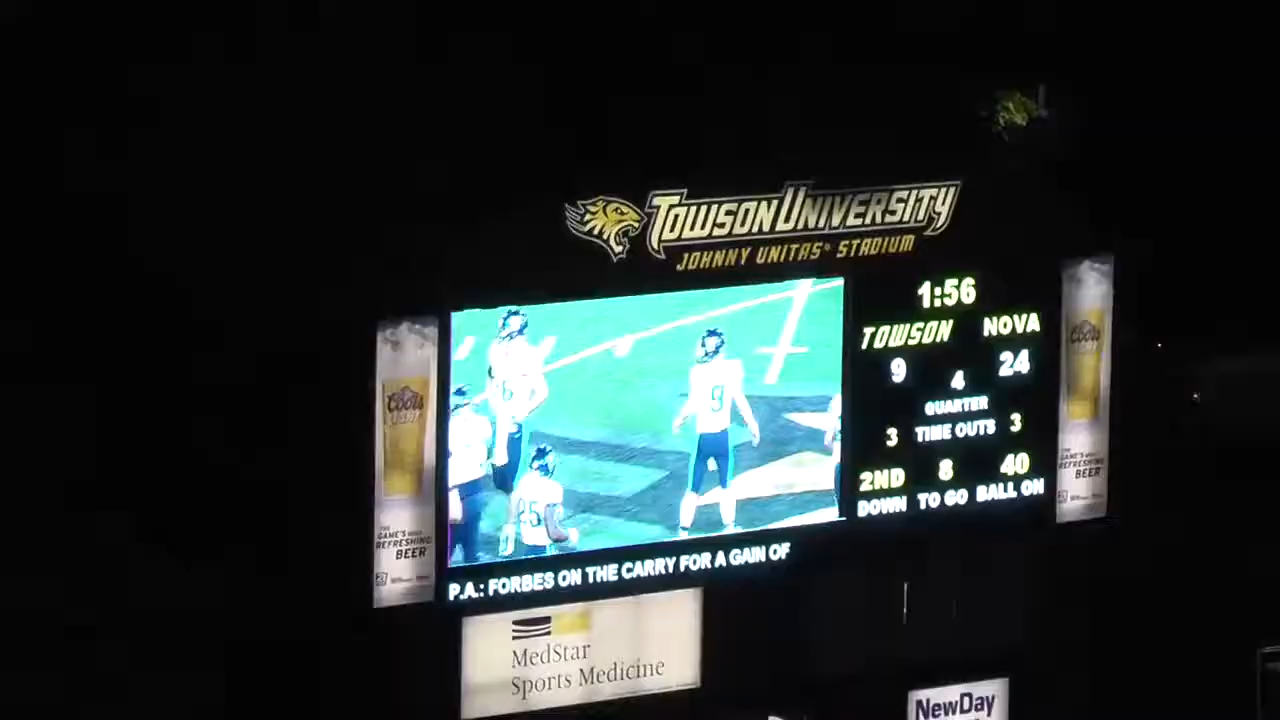 TOWSON UNIVERSITY
JOHNNY UNITAS® STADIUM
1:56
TOWSON NOVA
9 24
4
QUARTER
3 TIME OUTS 3
2ND 8 40
DOWN TO GO BALL ON
9
25
P.A.: FORBES ON THE CARRY FOR A GAIN OF
Coors
LIGHT
THE
GAME'S MOST
REFRESHING
BEER
Coors
LIGHT
THE
GAME'S MOST
REFRESHING
BEER
MedStar
Sports Medicine
NewDay